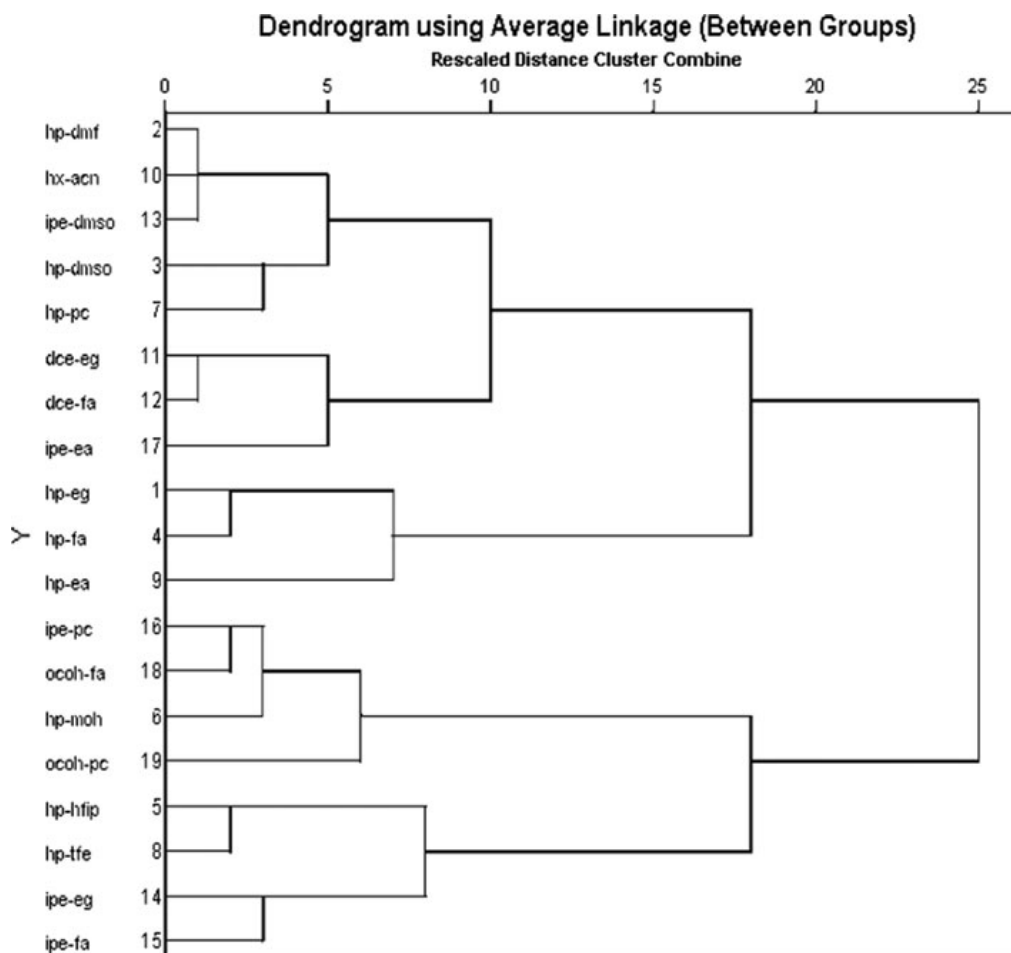 Dendrogram using Average Linkage (Between Groups)
Rescaled Distance Cluster Combine
0 5 10 15 20 25
hp-dmf 2
hx-acn 10
ipe-dmso 13
hp-dmso 3
hp-pc 7
dce-eg 11
dce-fa 12
ipe-ea 17
hp-eg 1
Y
hp-fa 4
hp-ea 9
ipe-pc 16
ocoh-fa 18
hp-moh 6
ocoh-pc 19
hp-hfip 5
hp-tfe 8
ipe-eg 14
ipe-fa 15